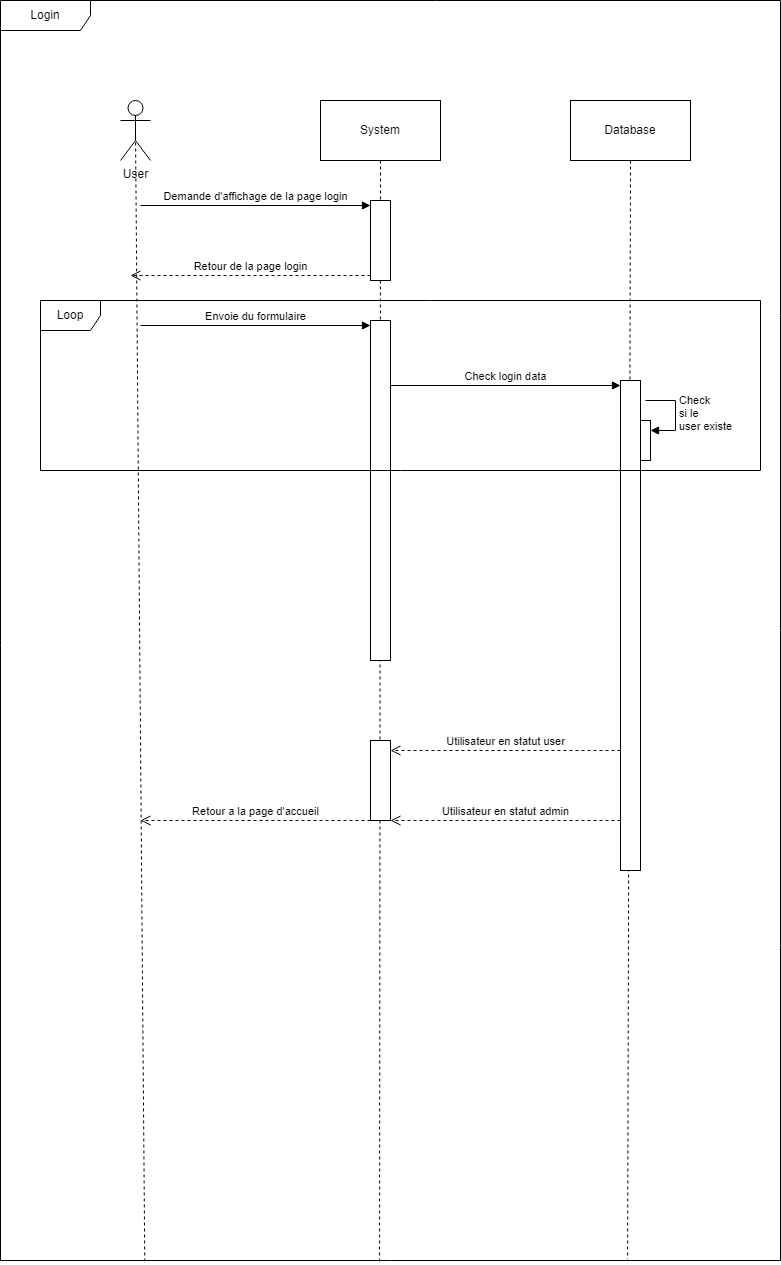 Login
System
Database
User
Demande d'affichage de la page login
Retour de la page login
Loop
Envoie du formulaire
Check login data
Check
si le
user existe
Utilisateur en statut user
Retour a la page d'accueil
Utilisateur en statut admin